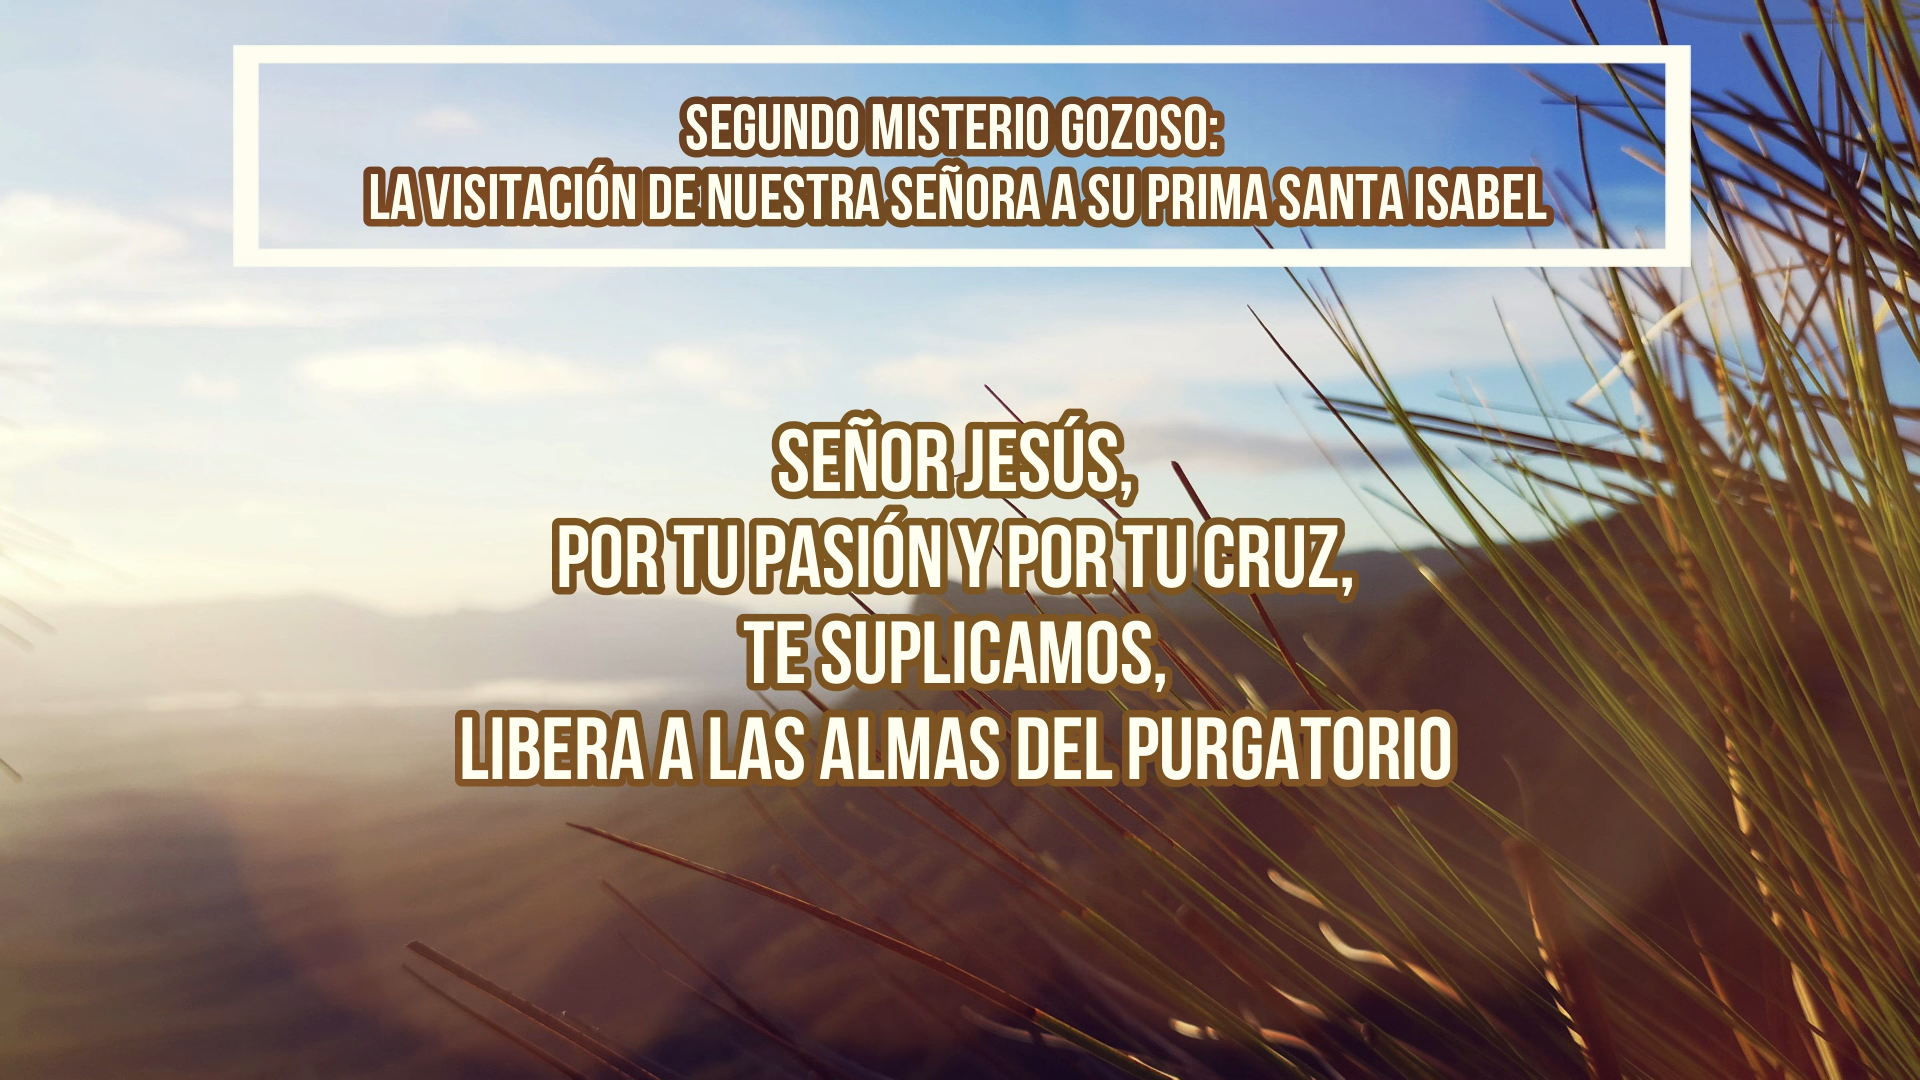 SEGUNDO MISTERIO GOZOSO:
LA VISITACIÓN DE NUESTRA SEÑORA A SU PRIMA SANTA ISABEL
SEÑOR JESÚS,
POR TU PASIÓN Y POR TU CRUZ,
TE SUPLICAMOS,
LIBERA A LAS ALMAS DEL PURGATORIO